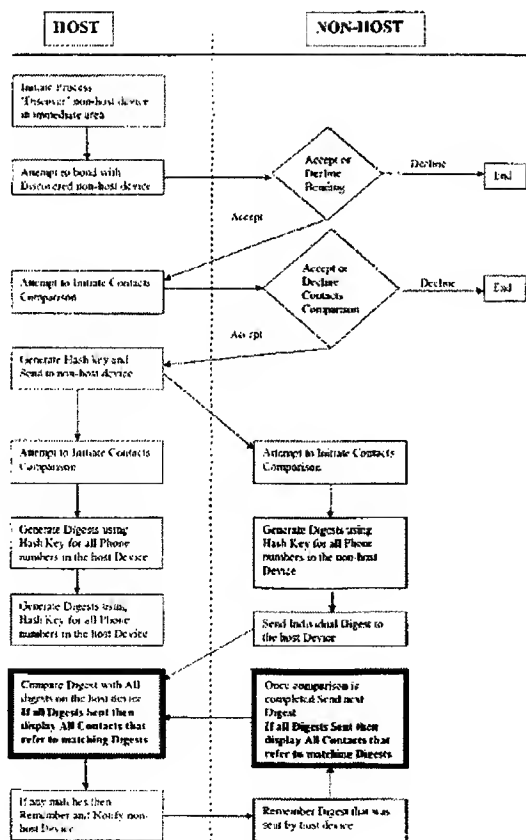 HOST
NON-HOST
Initiate Process
"Discover" non-host device
in immediate area
Attempt to bond with
Discovered non-host device
Accept or
Decline
Bonding
Decline
End
Accept
Attempt to Initiate Contacts
Comparison
Accept or
Decline
Contacts
Comparison
Decline
End
Accept
Generate Hash key and
Send to non-host device
Attempt to Initiate Contacts
Comparison
Attempt to Initiate Contacts
Comparison
Generate Digests using
Hash Key for all Phone
numbers in the host Device
Generate Digests using
Hash Key for all Phone
numbers in the non-host
Device
Generate Digests using
Hash Key for all Phone
numbers in the host Device
Send Individual Digest to
the host Device
Compare Digest with All
digests on the host device
If all Digests Sent then
display All Contacts that
refer to matching Digests
Once comparison is
completed Send next
Digest
If all Digests Sent then
display All Contacts that
refer to matching Digests
If any matches then
Remember and Notify non-
host Device
Remember Digest that was
sent by host device